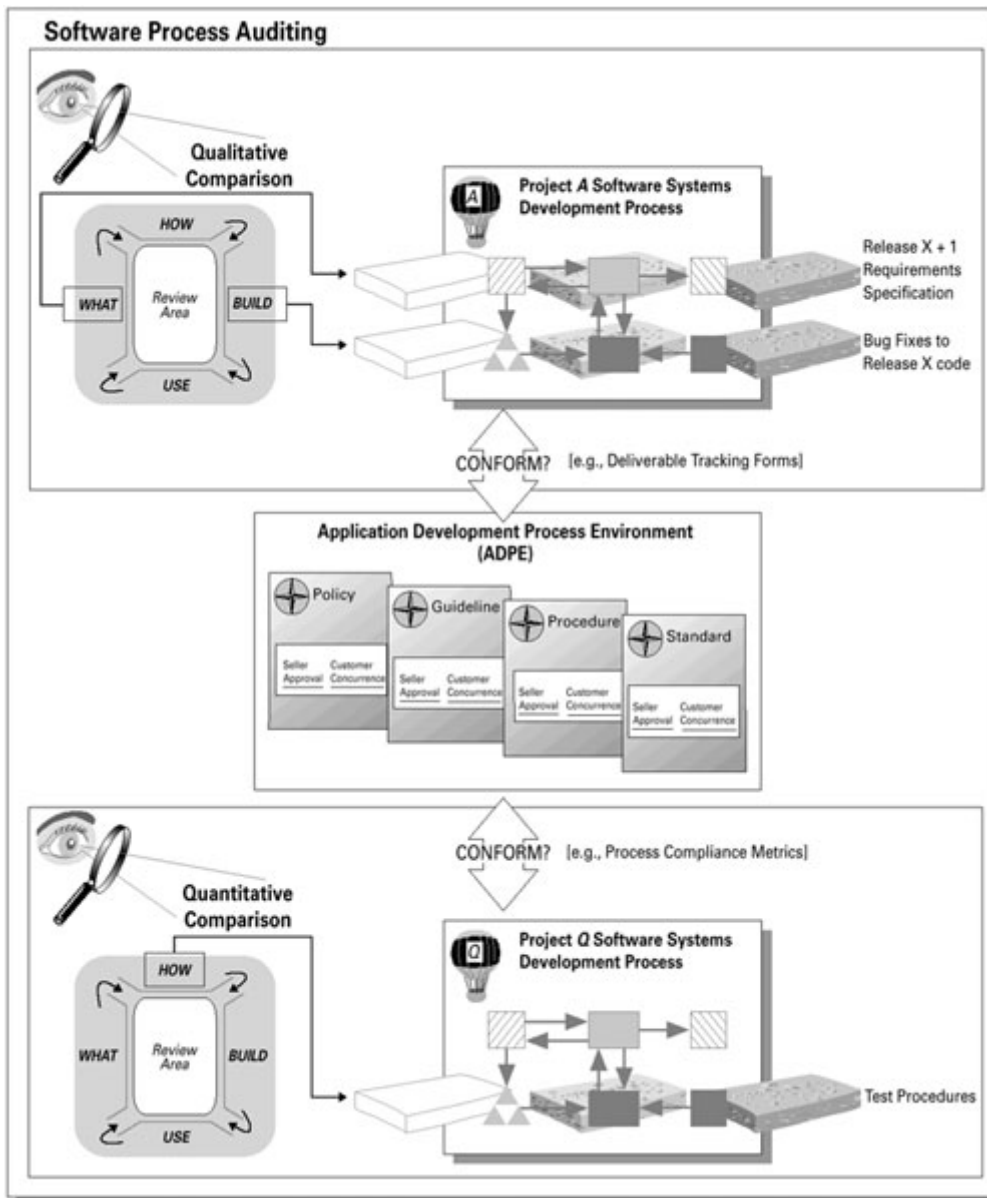 Software Process Auditing
Qualitative
Comparison
HOW
WHAT
Review
Area
BUILD
USE
A
Project A Software Systems
Development Process
Release X + 1
Requirements
Specification
Bug Fixes to
Release X code
CONFORM?
[e.g., Deliverable Tracking Forms]
Application Development Process Environment
(ADPE)
Policy
Seller
Approval
Customer
Concurrence
Guideline
Seller
Approval
Customer
Concurrence
Procedure
Seller
Approval
Customer
Concurrence
Standard
Seller
Approval
Customer
Concurrence
CONFORM?
[e.g., Process Compliance Metrics]
Quantitative
Comparison
HOW
WHAT
Review
Area
BUILD
USE
Q
Project Q Software Systems
Development Process
Test Procedures